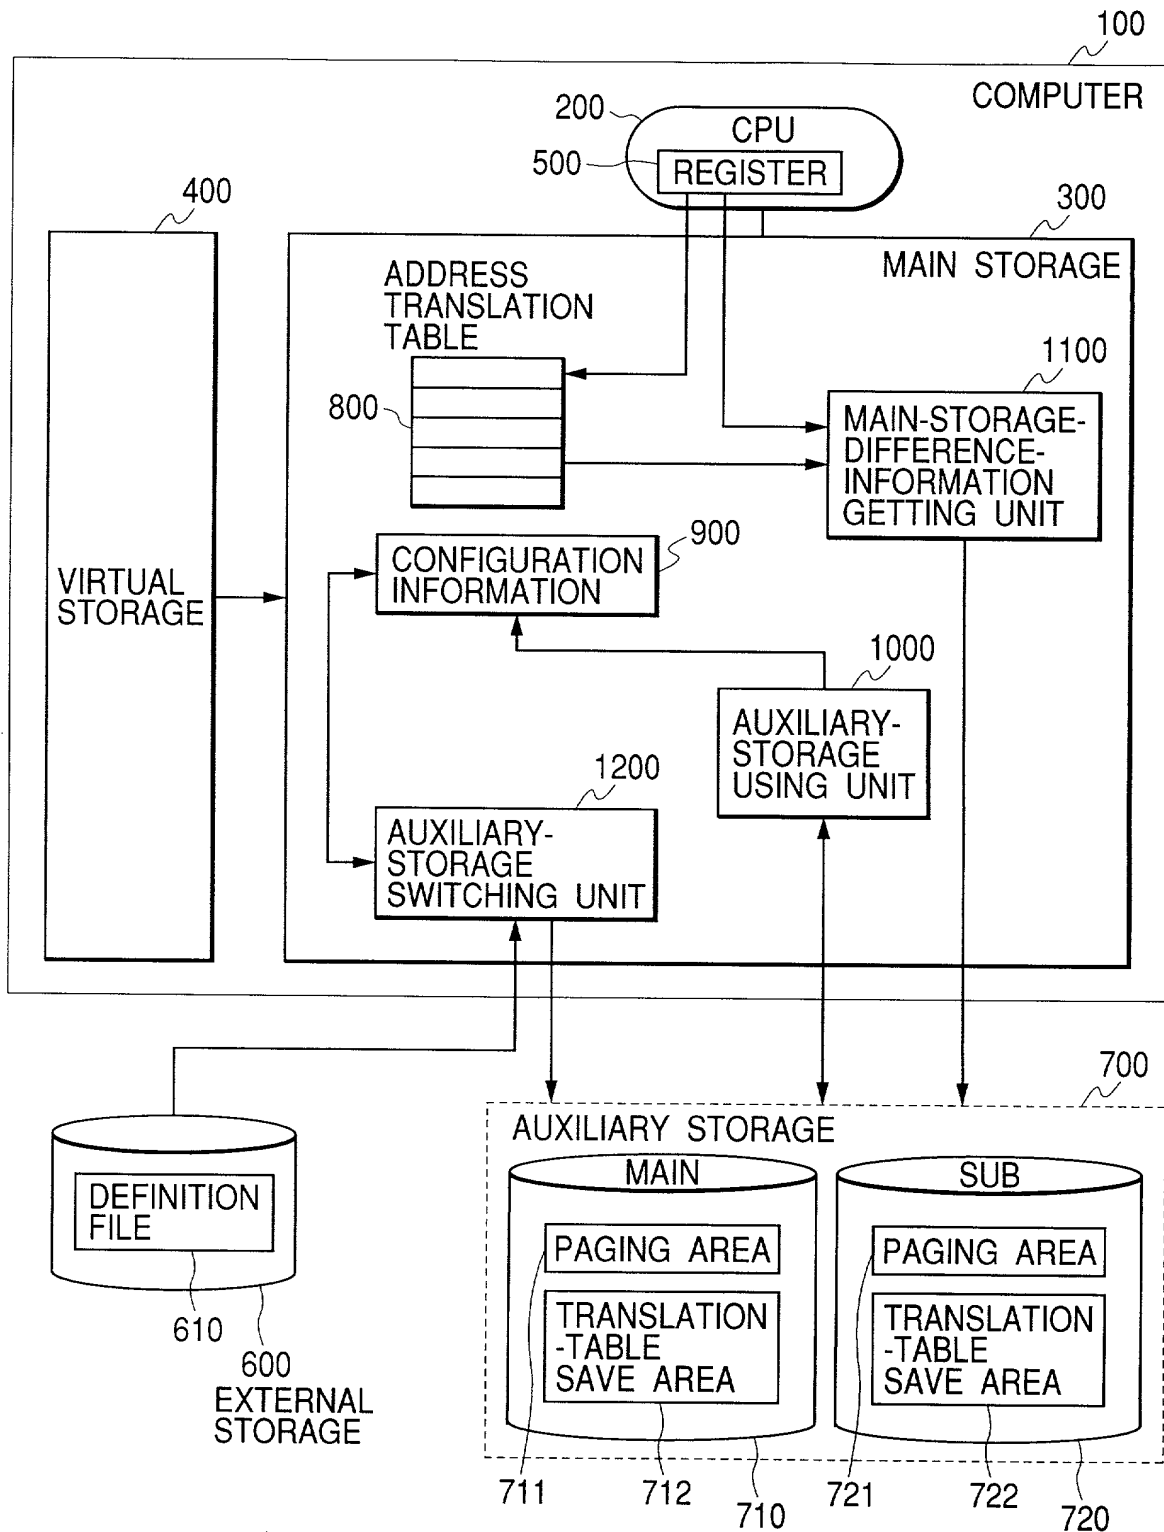 100
COMPUTER
200
CPU
500
REGISTER
400
300
MAIN STORAGE
ADDRESS
TRANSLATION
TABLE
1100
800
MAIN-STORAGE-
DIFFERENCE-
INFORMATION
GETTING UNIT
900
CONFIGURATION
INFORMATION
VIRTUAL
STORAGE
1000
AUXILIARY-
STORAGE
USING UNIT
1200
AUXILIARY-
STORAGE
SWITCHING UNIT
700
AUXILIARY STORAGE
MAIN
SUB
DEFINITION
FILE
PAGING AREA
PAGING AREA
TRANSLATION
-TABLE
SAVE AREA
TRANSLATION
-TABLE
SAVE AREA
610
600
EXTERNAL
STORAGE
711
712
710
721
722
720